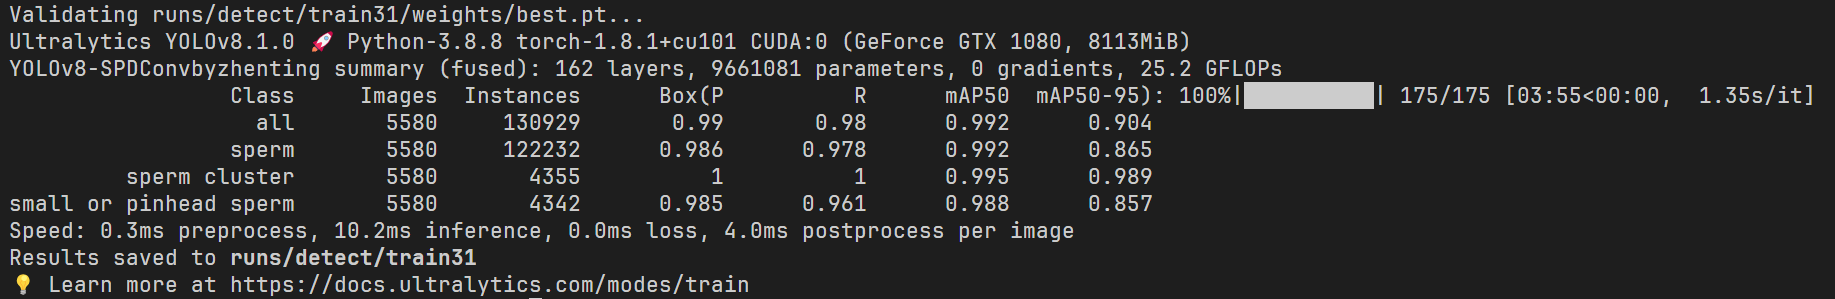 Validating runs/detect/train31/weights/best.pt...
Ultralytics YOLOv8.1.0 🚀 Python-3.8.8 torch-1.8.1+cu101 CUDA:0 (GeForce GTX 1080, 8113MiB)
YOLOv8-SPDConvbyzhenting summary (fused): 162 layers, 9661081 parameters, 0 gradients, 25.2 GFLOPs
Class Images Instances Box(P R mAP50 mAP50-95): 100%|██████████| 175/175 [03:55<00:00, 1.35s/it]
all 5580 130929 0.99 0.98 0.992 0.904
sperm 5580 122232 0.986 0.978 0.992 0.865
sperm cluster 5580 4355 1 1 0.995 0.989
small or pinhead sperm 5580 4342 0.985 0.961 0.988 0.857
Speed: 0.3ms preprocess, 10.2ms inference, 0.0ms loss, 4.0ms postprocess per image
Results saved to runs/detect/train31
💡 Learn more at https://docs.ultralytics.com/modes/train